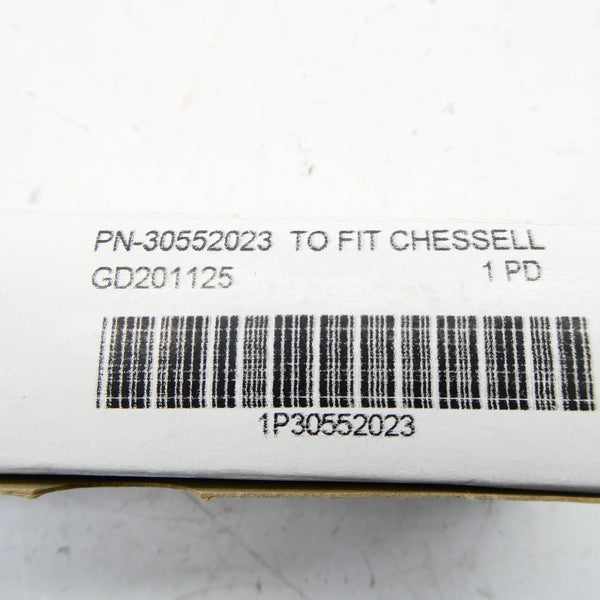 PN-30552023 TO FIT CHESSELL
GD201125 1 PD
1P30552023